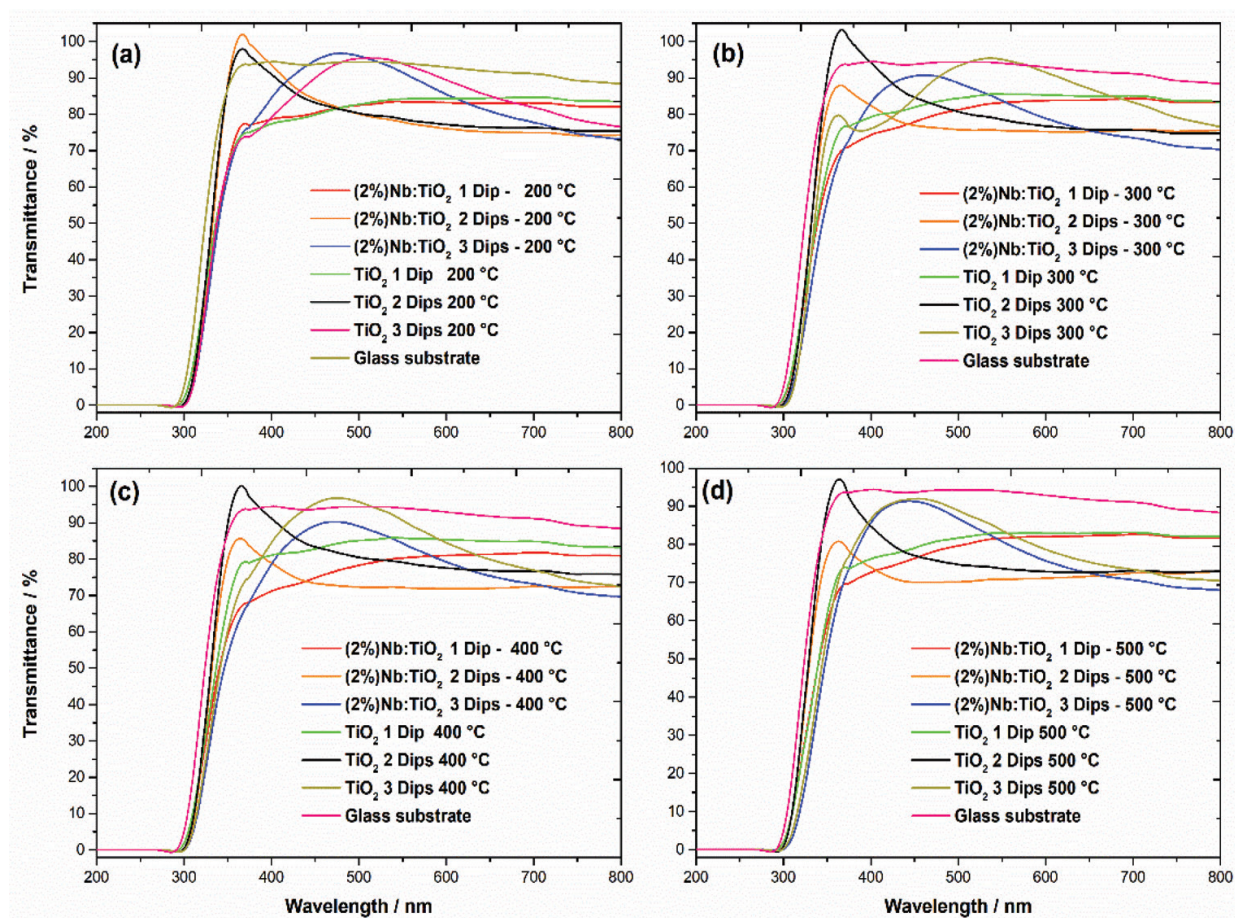 (a)
Transmittance / %
100
90
80
70
60
50
40
30
20
10
0
(2%)Nb:TiO2 1 Dip - 200 °C
(2%)Nb:TiO2 2 Dips - 200 °C
(2%)Nb:TiO2 3 Dips - 200 °C
TiO2 1 Dip 200 °C
TiO2 2 Dips 200 °C
TiO2 3 Dips 200 °C
Glass substrate
200 300 400 500 600 700 800
(b)
100
90
80
70
60
50
40
30
20
10
0
(2%)Nb:TiO2 1 Dip - 300 °C
(2%)Nb:TiO2 2 Dips - 300 °C
(2%)Nb:TiO2 3 Dips - 300 °C
TiO2 1 Dip 300 °C
TiO2 2 Dips 300 °C
TiO2 3 Dips 300 °C
Glass substrate
200 300 400 500 600 700 800
(c)
Transmittance / %
100
90
80
70
60
50
40
30
20
10
0
(2%)Nb:TiO2 1 Dip - 400 °C
(2%)Nb:TiO2 2 Dips - 400 °C
(2%)Nb:TiO2 3 Dips - 400 °C
TiO2 1 Dip 400 °C
TiO2 2 Dips 400 °C
TiO2 3 Dips 400 °C
Glass substrate
200 300 400 500 600 700 800
Wavelength / nm
(d)
100
90
80
70
60
50
40
30
20
10
0
(2%)Nb:TiO2 1 Dip - 500 °C
(2%)Nb:TiO2 2 Dips - 500 °C
(2%)Nb:TiO2 3 Dips - 500 °C
TiO2 1 Dip 500 °C
TiO2 2 Dips 500 °C
TiO2 3 Dips 500 °C
Glass substrate
200 300 400 500 600 700 800
Wavelength / nm